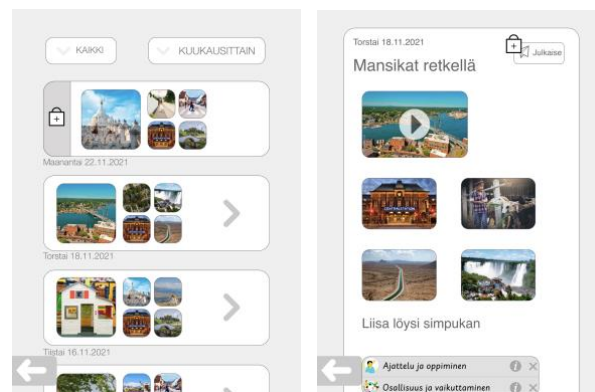 KAIKKI
KUUKAUSITTAIN
Maanantai 22.11.2021
Torstai 18.11.2021
Tiistai 16.11.2021
Torstai 18.11.2021
Julkaise
Mansikat retkellä
Liisa löysi simpukan
Ajattelu ja oppiminen
Osallisuus ja vaikuttaminen